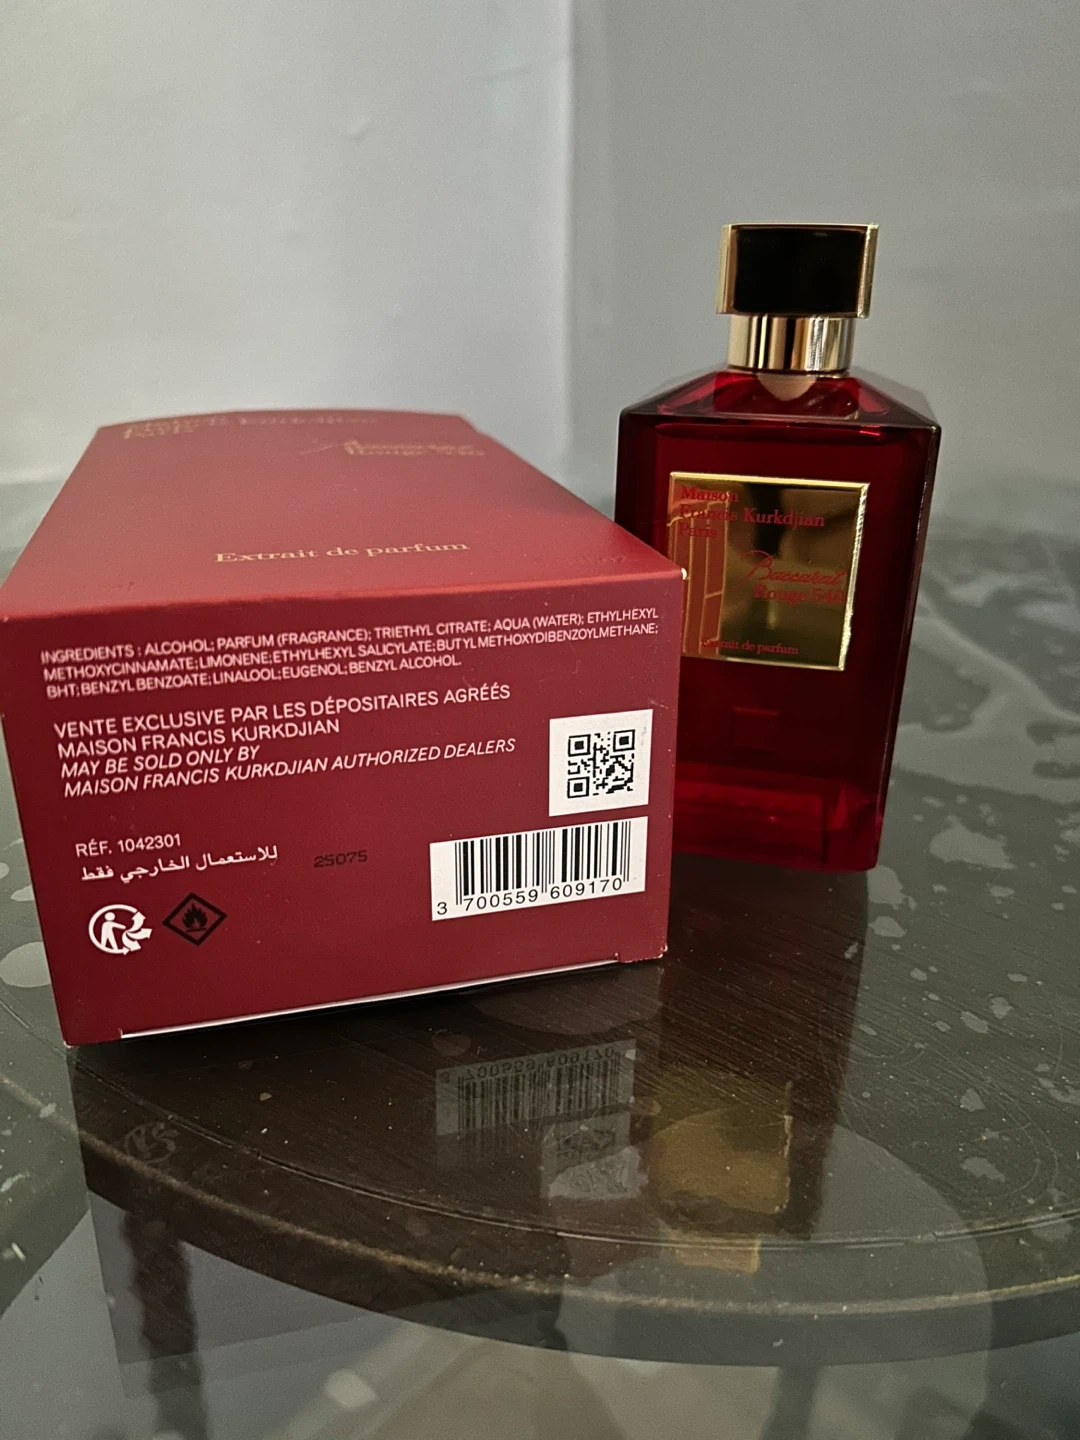 Extrait de parfum
INGREDIENTS : ALCOHOL; PARFUM (FRAGRANCE); TRIETHYL CITRATE; AQUA (WATER); ETHYLHEXYL
METHOXYCINNAMATE; LIMONENE; ETHYLHEXYL SALICYLATE; BUTYL METHOXYDIBENZOYLMETHANE;
BHT; BENZYL BENZOATE; LINALOOL; EUGENOL; BENZYL ALCOHOL.
VENTE EXCLUSIVE PAR LES DÉPOSITAIRES AGRÉÉS
MAISON FRANCIS KURKDJIAN
MAY BE SOLD ONLY BY
MAISON FRANCIS KURKDJIAN AUTHORIZED DEALERS
RÉF. 1042301
للاستعمال الخارجي فقط
25075
3 700559 609170
Maison
Francis Kurkdjian
Paris
Baccarat
Rouge 540
Extrait de parfum